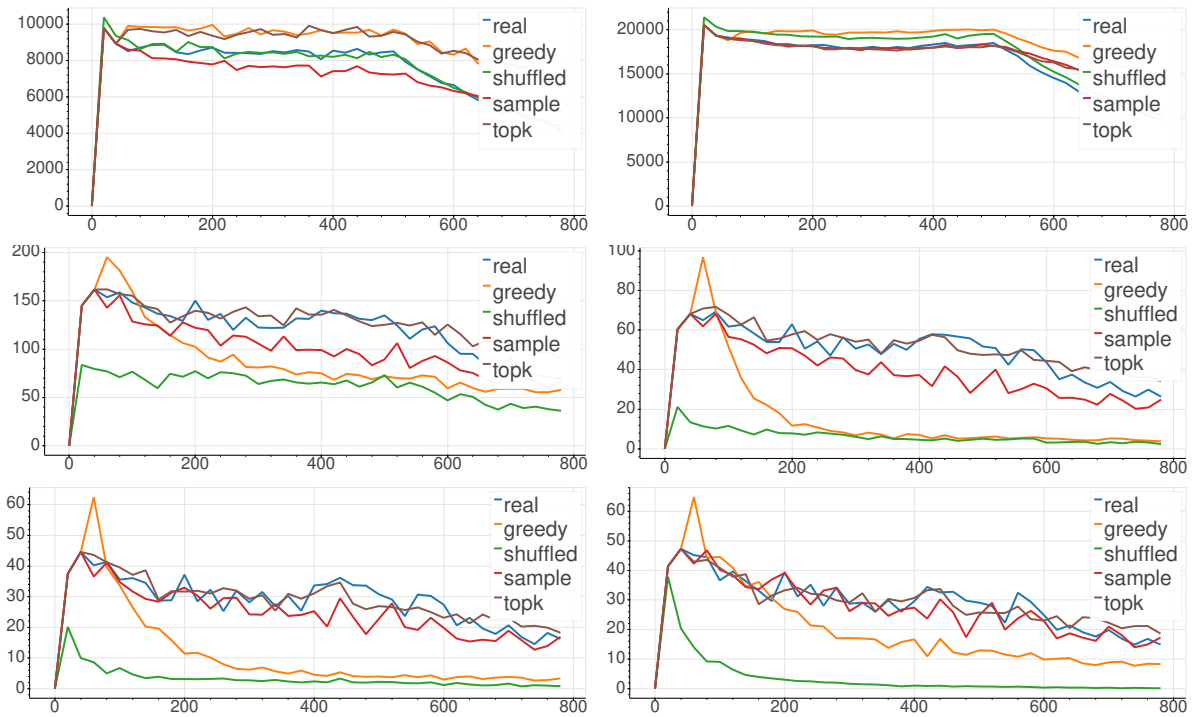 10000
8000
6000
4000
2000
0
0
200
400
600
800
real
greedy
shuffled
sample
topk
20000
15000
10000
5000
0
0
200
400
600
800
real
greedy
shuffled
sample
topk
200
150
100
50
0
0
200
400
600
800
real
greedy
shuffled
sample
topk
100
80
60
40
20
0
0
200
400
600
800
real
greedy
shuffled
sample
topk
60
50
40
30
20
10
0
0
200
400
600
800
real
greedy
shuffled
sample
topk
60
50
40
30
20
10
0
0
200
400
600
800
real
greedy
shuffled
sample
topk